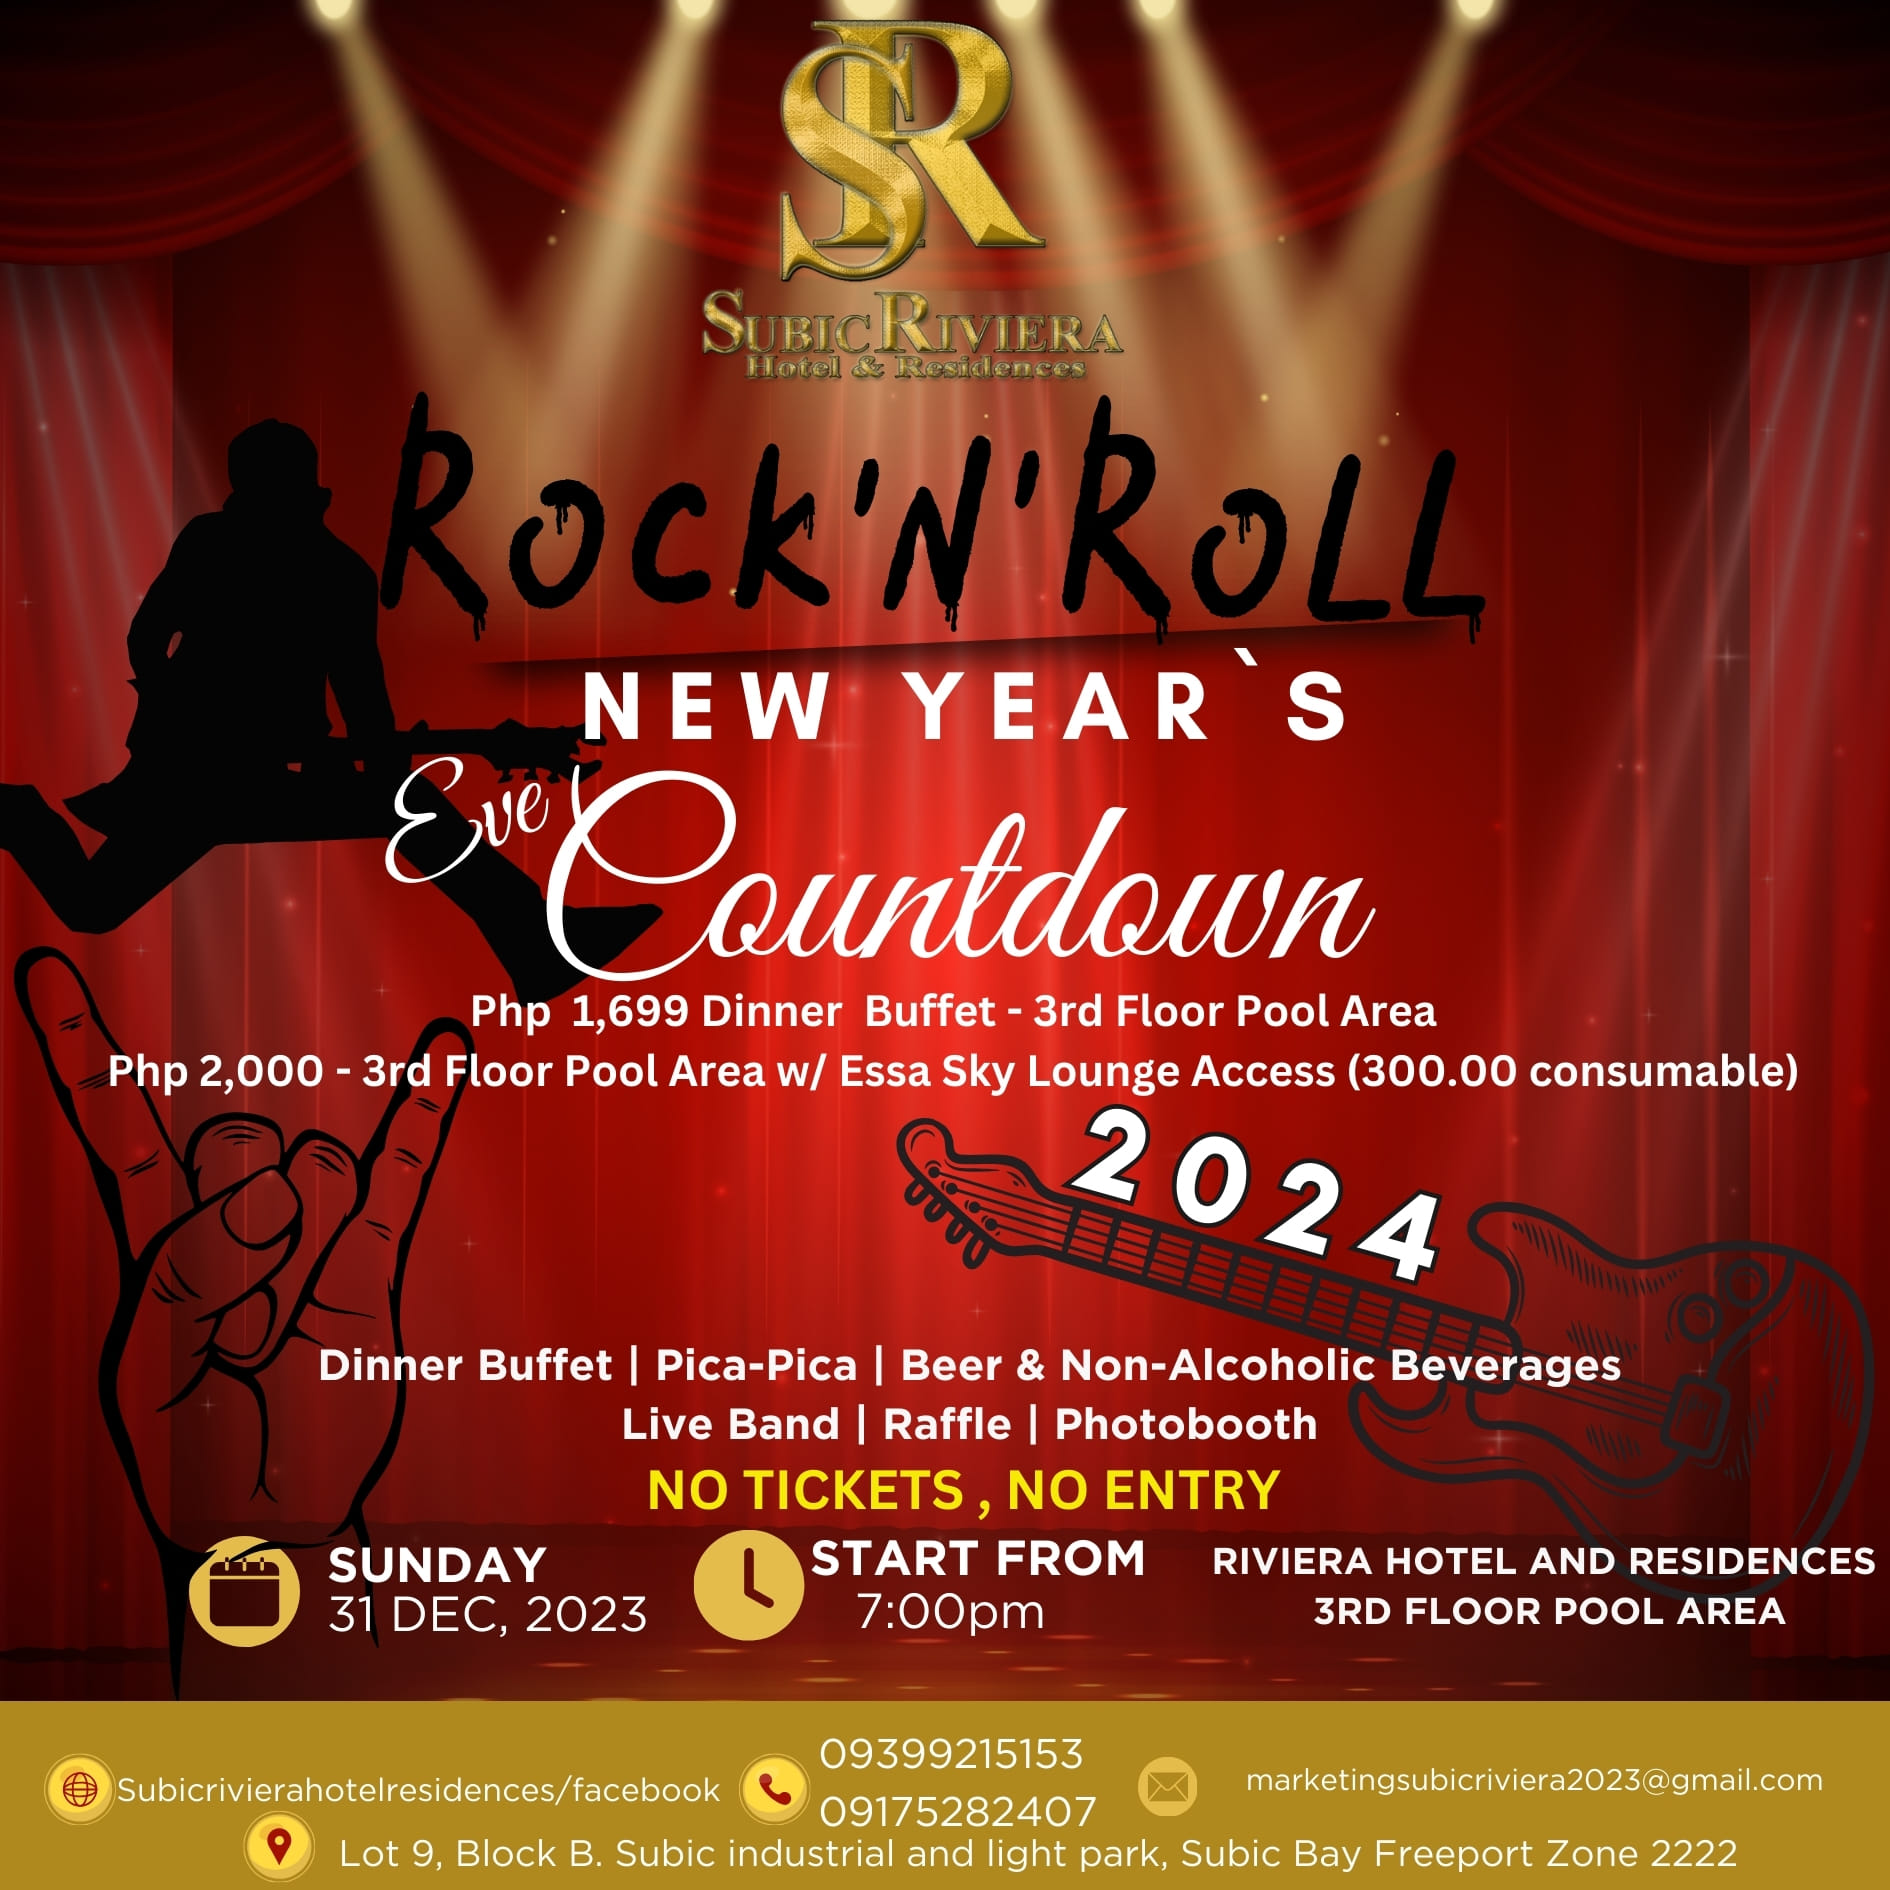 SR
SUBIC RIVIERA
Hotel & Residences
ROCK'N'ROLL
NEW YEAR`S
Eve Countdown
Php 1,699 Dinner Buffet - 3rd Floor Pool Area
Php 2,000 - 3rd Floor Pool Area w/ Essa Sky Lounge Access (300.00 consumable)
2024
Dinner Buffet | Pica-Pica | Beer & Non-Alcoholic Beverages
Live Band | Raffle | Photobooth
NO TICKETS , NO ENTRY
SUNDAY
31 DEC, 2023
START FROM
7:00pm
RIVIERA HOTEL AND RESIDENCES
3RD FLOOR POOL AREA
Subicrivierahotelresidences/facebook
09399215153
09175282407
marketingsubicriviera2023@gmail.com
Lot 9, Block B. Subic industrial and light park, Subic Bay Freeport Zone 2222